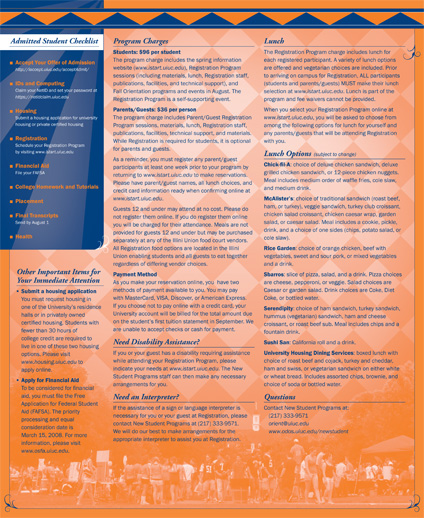 Admitted Student Checklist
Accept Your Offer of Admission
IDs and Computing
Claim your NetID and set your password at
Housing
Submit a housing application for university
housing or private certified housing
Registration
Schedule your Registration Program
by visiting www.istart.uiuc.edu
Financial Aid
File your FAFSA
College Homework and Tutorials
Placement
Final Transcripts
Send by August 1
Health
Other Important Items for
Your Immediate Attention
• Submit a housing application
You must request housing in
one of the University's residence
halls or in privately owned
certified housing. Students with
fewer than 30 hours of
college credit are required to
live in one of these two housing
options. Please visit
www.housing.uiuc.edu to
apply online.
• Apply for Financial Aid
To be considered for financial
aid, you must file the Free
Application for Federal Student
Aid (FAFSA). The priority
processing and equal
consideration date is
March 15, 2008. For more
information, please visit
www.osfa.uiuc.edu.
Program Charges
Students: $96 per student
The program charge includes the spring information
website (www.istart.uiuc.edu), Registration Program
sessions (including materials, lunch, Registration staff,
publications, facilities, and technical support), and
Fall Orientation programs and events in August. The
Registration Program is a self-supporting event.
Parents/Guests: $36 per person
The program charge includes Parent/Guest Registration
Program sessions, materials, lunch, Registration staff,
publications, facilities, technical support, and materials.
While Registration is required for students, it is optional
for parents and guests.
As a reminder, you must register any parent/guest
participants at least one week prior to your program by
returning to www.istart.uiuc.edu to make reservations.
Please have parent/guest names, all lunch choices, and
credit card information ready when confirming online at
www.istart.uiuc.edu.
Guests 12 and under may attend at no cost. Please do
not register them online. If you do register them online
you will be charged for their attendance. Meals are not
provided for guests 12 and under but may be purchased
separately at any of the Illini Union food court vendors.
All Registration food options are located in the Illini
Union enabling students and all guests to eat together
regardless of differing vendor choices.
Payment Method
As you make your reservation online, you have two
methods of payment available to you. You may pay
with MasterCard, VISA, Discover, or American Express.
If you choose not to pay online with a credit card, your
University account will be billed for the total amount due
on the student's first tuition statement in September. We
are unable to accept checks or cash for payment.
Need Disability Assistance?
If you or your guest has a disability requiring assistance
while attending your Registration Program, please
indicate your needs at www.istart.uiuc.edu. The New
Student Programs staff can then make any necessary
arrangements for you.
Need an Interpreter?
If the assistance of a sign or language interpreter is
necessary for you or your guest at Registration, please
contact New Student Programs at (217) 333-9571.
We will do our best to make arrangements for the
appropriate interpreter to assist you at Registration.
Lunch
The Registration Program charge includes lunch for
each registered participant. A variety of lunch options
are offered and vegetarian choices are included. Prior
to arriving on campus for Registration, ALL participants
(students and parents/guests) MUST make their lunch
selection at www.istart.uiuc.edu. Lunch is part of the
program and fee waivers cannot be provided.
When you select your Registration Program online at
www.istart.uiuc.edu, you will be asked to choose from
among the following options for lunch for yourself and
any parents/guests that will be attending Registration
with you.
Lunch Options (subject to change)
Chick-fil-A: choice of deluxe chicken sandwich, deluxe
grilled chicken sandwich, or 12-piece chicken nuggets.
Meal includes medium order of waffle fries, cole slaw,
and medium drink.
McAlister's: choice of traditional sandwich (roast beef,
ham, or turkey), veggie sandwich, turkey club croissant,
chicken salad croissant, chicken caesar wrap, garden
salad, or caesar salad. Meal includes a cookie, pickle,
drink, and a choice of one sides (chips, potato salad, or
cole slaw).
Rice Garden: choice of orange chicken, beef with
vegetables, sweet and sour pork, or mixed vegetables
and a drink.
Sbarros: slice of pizza, salad, and a drink. Pizza choices
are cheese, pepperoni, or veggie. Salad choices are
Caesar or garden salad. Drink choices are Coke, Diet
Coke, or bottled water.
Serendipity: choice of ham sandwich, turkey sandwich,
hummus (vegetarian) sandwich, ham and cheese
croissant, or roast beef sub. Meal includes chips and a
fountain drink.
Sushi San: California roll and a drink.
University Housing Dining Services: boxed lunch with
choice of roast beef and cojack, turkey and cheddar,
ham and swiss, or vegetarian sandwich on either white
or wheat bread. Includes assorted chips, brownie, and
choice of soda or bottled water.
Questions
Contact New Student Programs at:
(217) 333-9571
orient@uiuc.edu
www.odos.uiuc.edu/newstudent